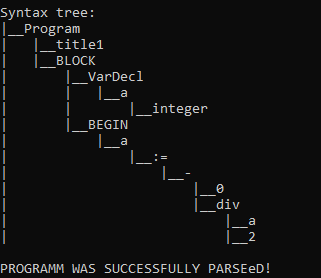 Syntax tree:
|__Program
|   |__title1
|   |__BLOCK
|       |__VarDecl
|       |   |__a
|       |       |__integer
|       |__BEGIN
|           |__a
|               |__:=
|                   |__-
|                       |__0
|                       |__div
|                           |__a
|                           |__2
PROGRAMM WAS SUCCESSFULLY PARSEeD!